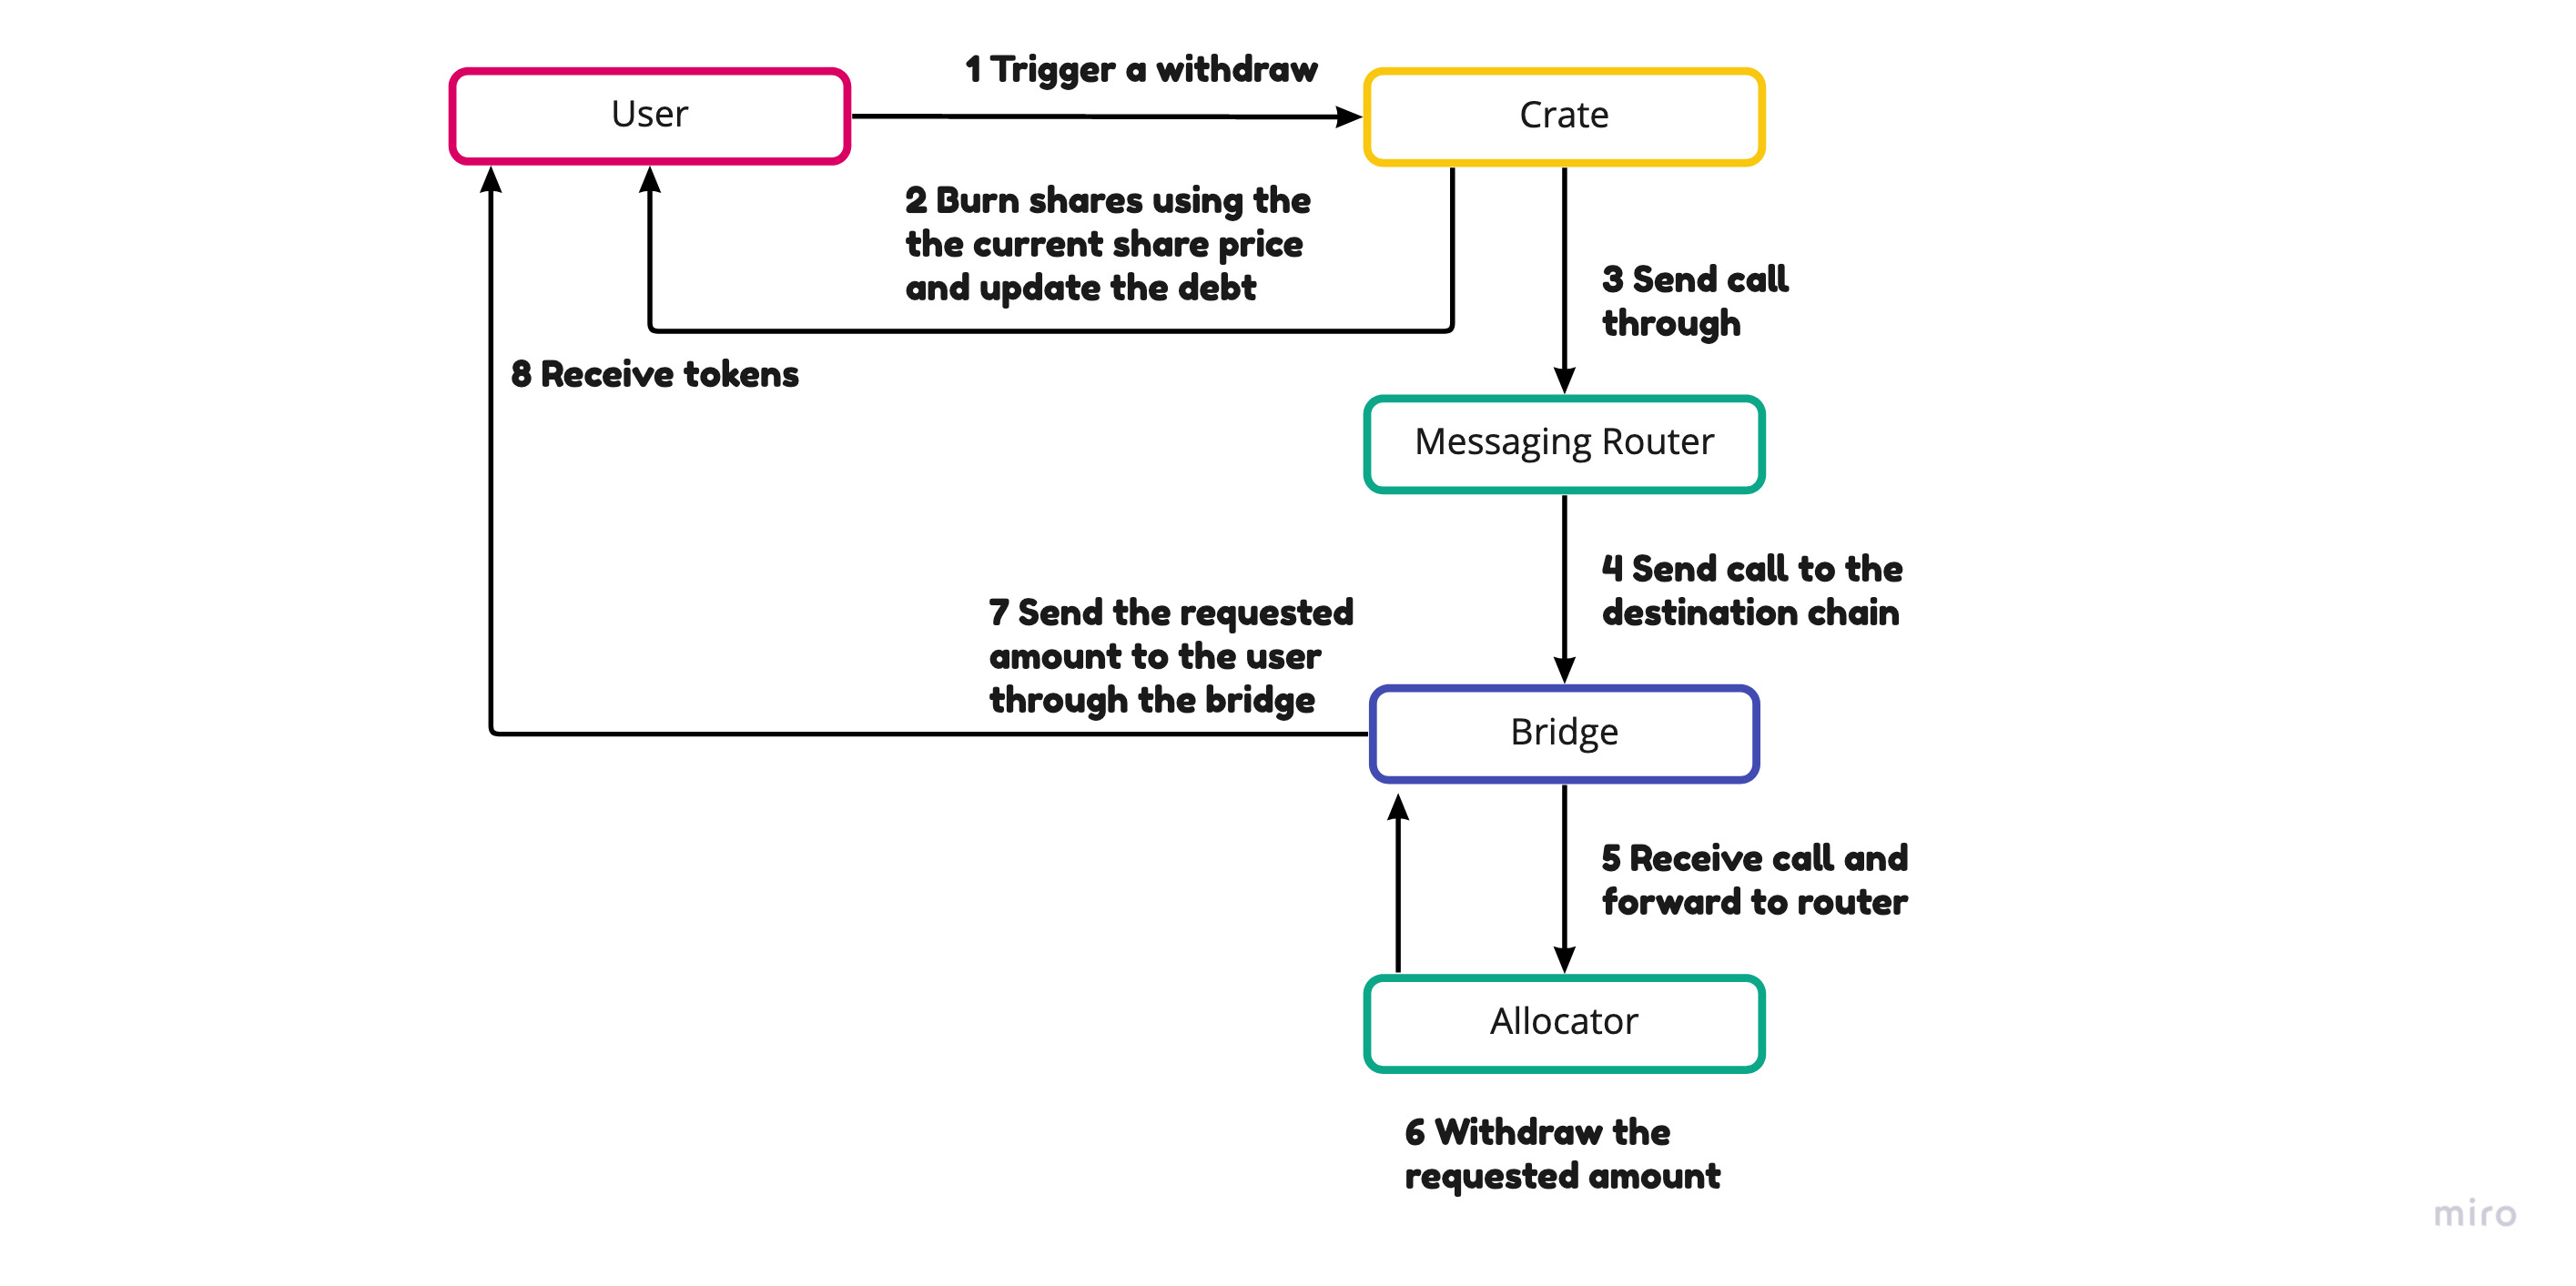 1 Trigger a withdraw
User
Crate
2 Burn shares using the
the current share price
and update the debt
3 Send call
through
8 Receive tokens
Messaging Router
4 Send call to the
destination chain
7 Send the requested
amount to the user
through the bridge
Bridge
5 Receive call and
forward to router
Allocator
6 Withdraw the
requested amount
miro